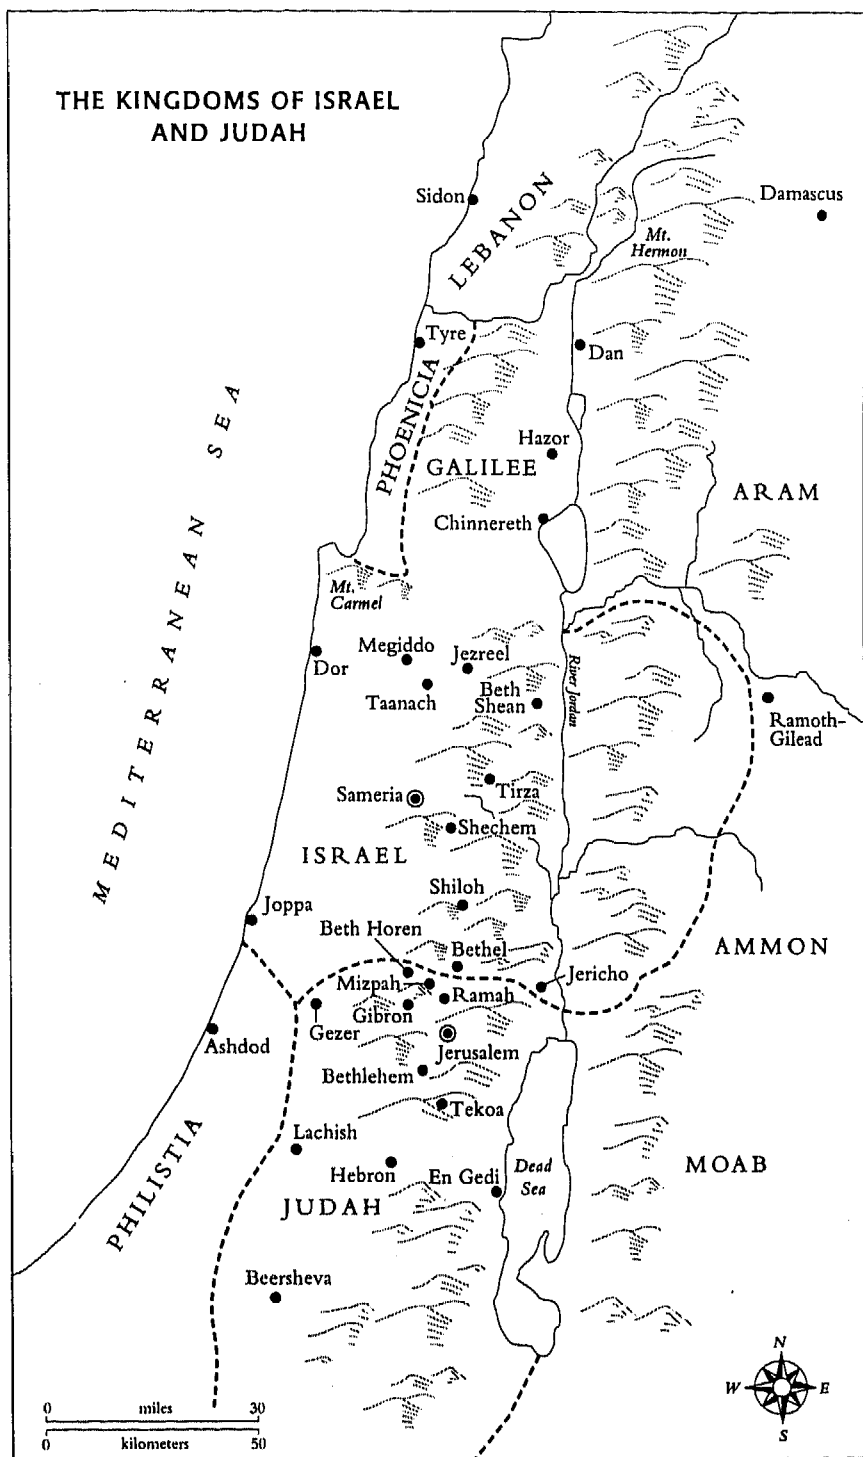 THE KINGDOMS OF ISRAEL
AND JUDAH
Sidon
LEBANON
Damascus
Mt.
Hermon
Tyre
Dan
PHOENICIA
MEDITERRANEAN SEA
Hazor
GALILEE
ARAM
Chinnereth
Mt.
Carmel
Megiddo
Jezreel
Dor
Taanach
Beth
Shean
River Jordan
Ramoth-
Gilead
Tirza
Sameria
Shechem
ISRAEL
Shiloh
Joppa
Beth Horen
Bethel
AMMON
Mizpah
Jericho
Ramah
Gibron
Gezer
Ashdod
Jerusalem
Bethlehem
Tekoa
Lachish
PHILISTIA
Hebron
En Gedi
Dead
Sea
MOAB
JUDAH
Beersheva
N
W E
S
0 miles 30
0 kilometers 50